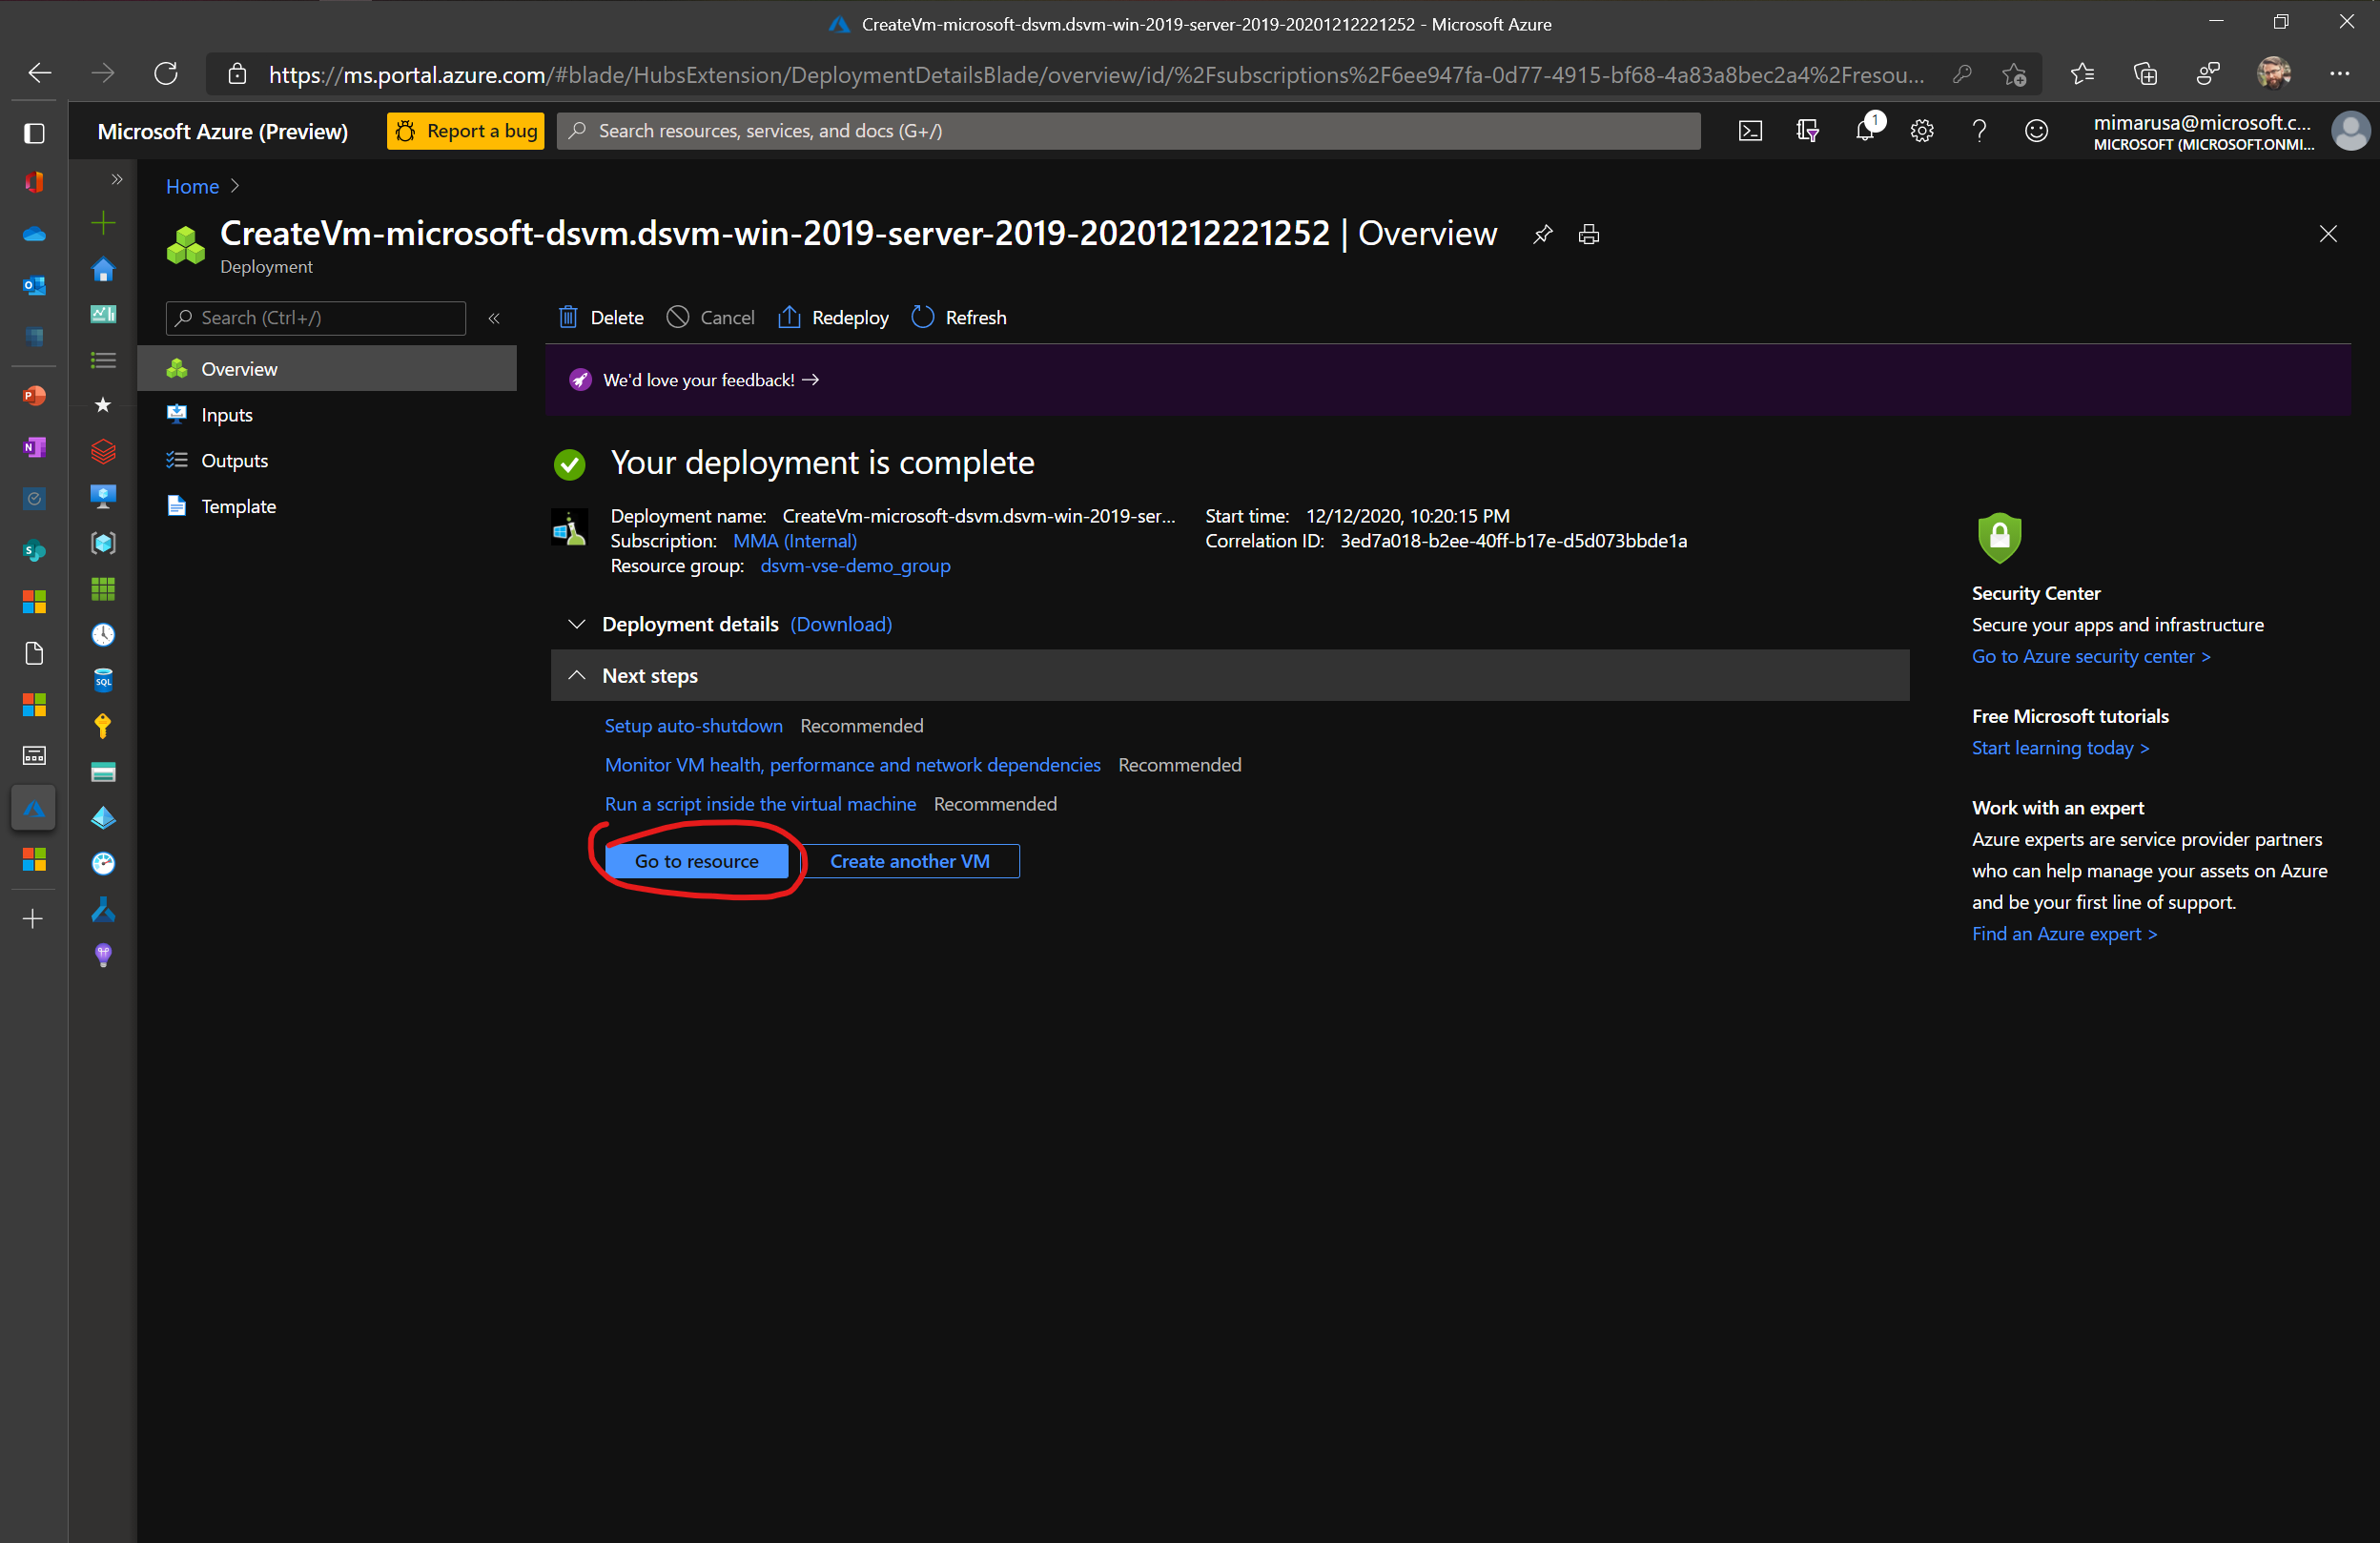 CreateVm-microsoft-dsvm.dsvm-win-2019-server-2019-20201212221252 - Microsoft Azure
https://ms.portal.azure.com/#blade/HubsExtension/DeploymentDetailsBlade/overview/id/%2Fsubscriptions%2F6ee947fa-0d77-4915-bf68-4a83a8bec2a4%2Fresou...
Microsoft Azure (Preview)
Report a bug
Search resources, services, and docs (G+/)
1
mimarusa@microsoft.c...
MICROSOFT (MICROSOFT.ONMI...
Home
CreateVm-microsoft-dsvm.dsvm-win-2019-server-2019-20201212221252 | Overview
Deployment
Search (Ctrl+/)
Delete
Cancel
Redeploy
Refresh
Overview
Inputs
Outputs
Template
We'd love your feedback! →
Your deployment is complete
Deployment name: CreateVm-microsoft-dsvm.dsvm-win-2019-ser...
Subscription: MMA (Internal)
Resource group: dsvm-vse-demo_group
Start time: 12/12/2020, 10:20:15 PM
Correlation ID: 3ed7a018-b2ee-40ff-b17e-d5d073bbde1a
Deployment details (Download)
Next steps
Setup auto-shutdown Recommended
Monitor VM health, performance and network dependencies Recommended
Run a script inside the virtual machine Recommended
Go to resource
Create another VM
Security Center
Secure your apps and infrastructure
Go to Azure security center >
Free Microsoft tutorials
Start learning today >
Work with an expert
Azure experts are service provider partners
who can help manage your assets on Azure
and be your first line of support.
Find an Azure expert >
SQL